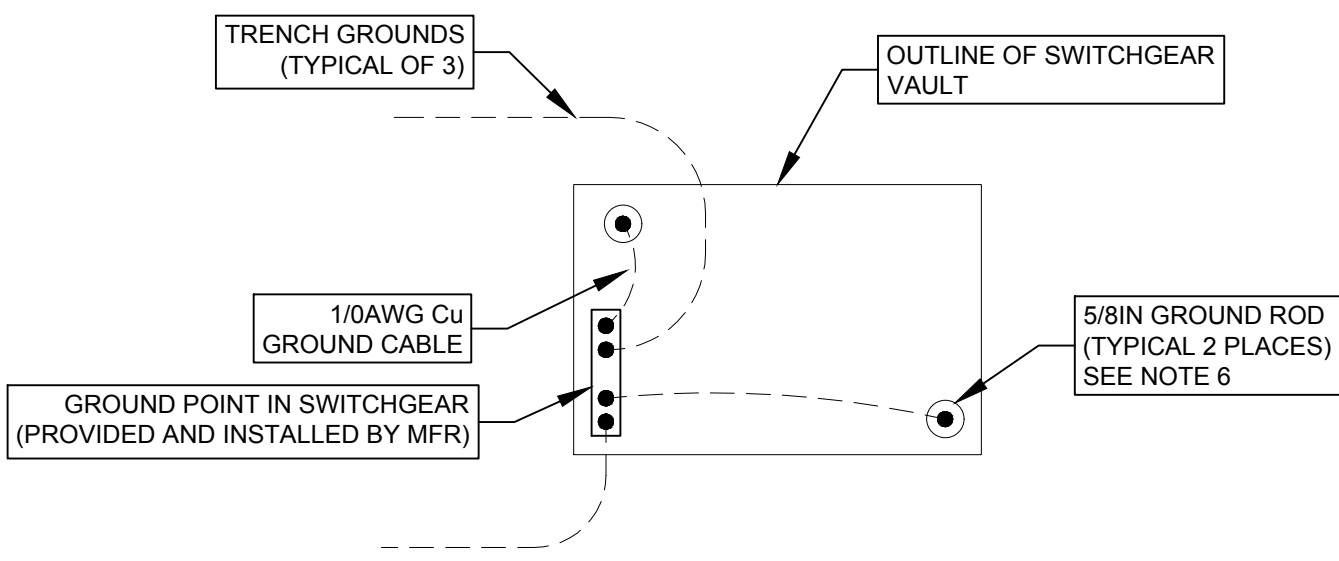 TRENCH GROUNDS
(TYPICAL OF 3)
OUTLINE OF SWITCHGEAR
VAULT
1/0AWG Cu
GROUND CABLE
5/8IN GROUND ROD
(TYPICAL 2 PLACES)
SEE NOTE 6
GROUND POINT IN SWITCHGEAR
(PROVIDED AND INSTALLED BY MFR)